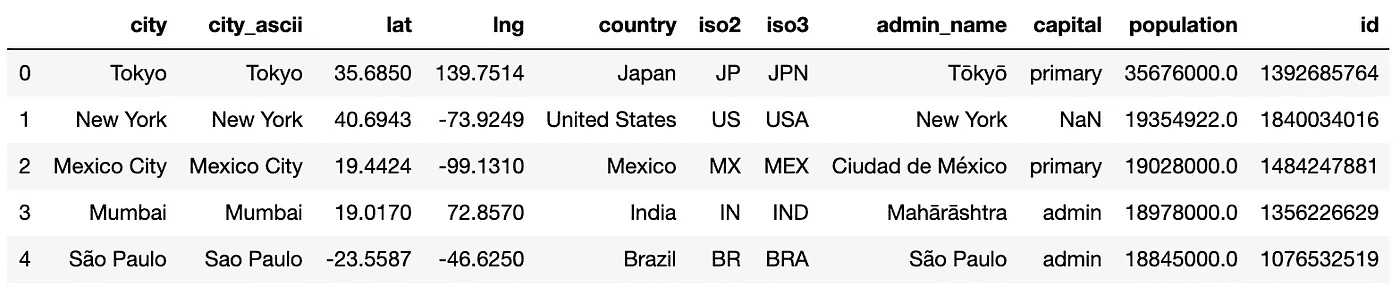 city city_ascii lat lng country iso2 iso3 admin_name capital population id
0 Tokyo Tokyo 35.6850 139.7514 Japan JP JPN Tōkyō primary 35676000.0 1392685764
1 New York New York 40.6943 -73.9249 United States US USA New York NaN 19354922.0 1840034016
2 Mexico City Mexico City 19.4424 -99.1310 Mexico MX MEX Ciudad de México primary 19028000.0 1484247881
3 Mumbai Mumbai 19.0170 72.8570 India IN IND Mahārāshtra admin 18978000.0 1356226629
4 São Paulo Sao Paulo -23.5587 -46.6250 Brazil BR BRA São Paulo admin 18845000.0 1076532519